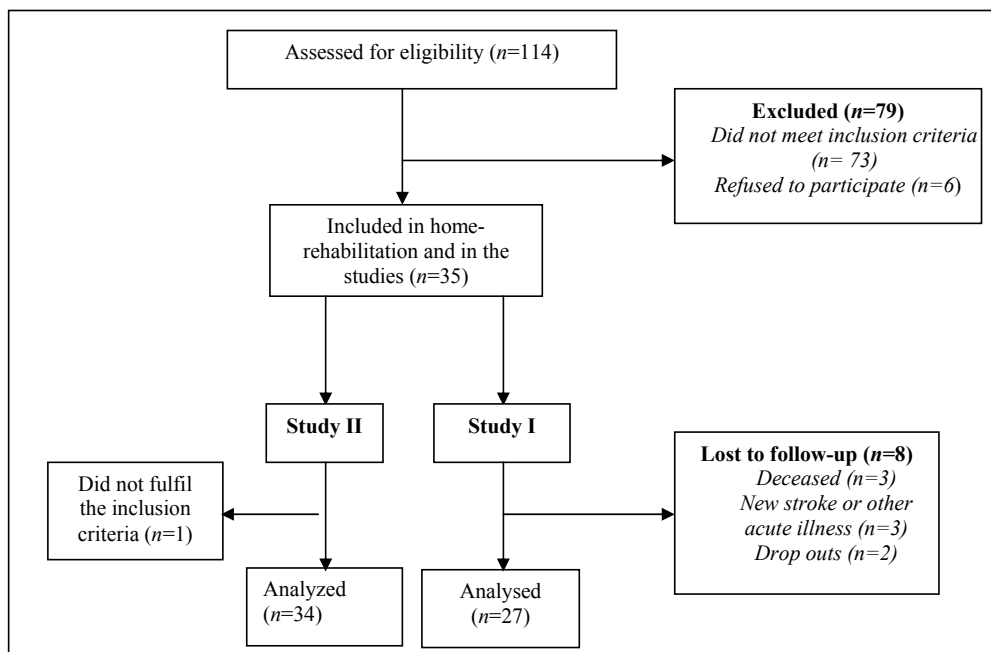 Assessed for eligibility (n=114)
Excluded (n=79)
Did not meet inclusion criteria
(n= 73)
Refused to participate (n=6)
Included in home-
rehabilitation and in the
studies (n=35)
Study II
Study I
Did not fulfil
the inclusion
criteria (n=1)
Lost to follow-up (n=8)
Deceased (n=3)
New stroke or other
acute illness (n=3)
Drop outs (n=2)
Analyzed
(n=34)
Analysed
(n=27)